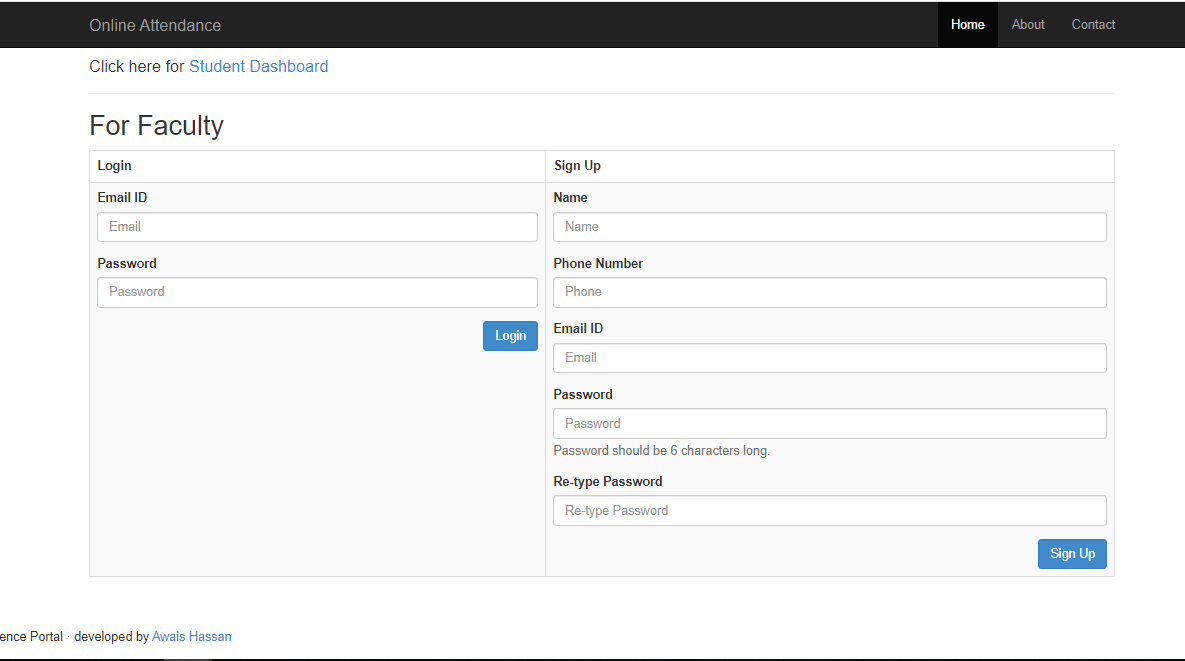 Online Attendance Home About Contact
Click here for Student Dashboard
For Faculty
Login
Email ID
Email
Password
Password
Login
Sign Up
Name
Name
Phone Number
Phone
Email ID
Email
Password
Password
Password should be 6 characters long.
Re-type Password
Re-type Password
Sign Up
ence Portal · developed by Awais Hassan